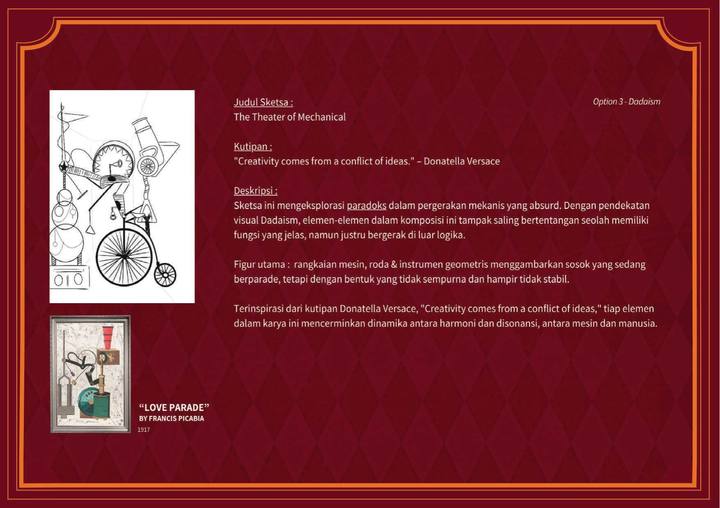 Option 3 - Dadaism
Judul Sketsa :
The Theater of Mechanical
Kutipan :
"Creativity comes from a conflict of ideas." – Donatella Versace
Deskripsi :
Sketsa ini mengeksplorasi paradoks dalam pergerakan mekanis yang absurd. Dengan pendekatan
visual Dadaism, elemen-elemen dalam komposisi ini tampak saling bertentangan seolah memiliki
fungsi yang jelas, namun justru bergerak di luar logika.
Figur utama : rangkaian mesin, roda & instrumen geometris menggambarkan sosok yang sedang
berparade, tetapi dengan bentuk yang tidak sempurna dan hampir tidak stabil.
Terinspirasi dari kutipan Donatella Versace, "Creativity comes from a conflict of ideas," tiap elemen
dalam karya ini mencerminkan dinamika antara harmoni dan disonansi, antara mesin dan manusia.
“LOVE PARADE”
BY FRANCIS PICABIA
1917